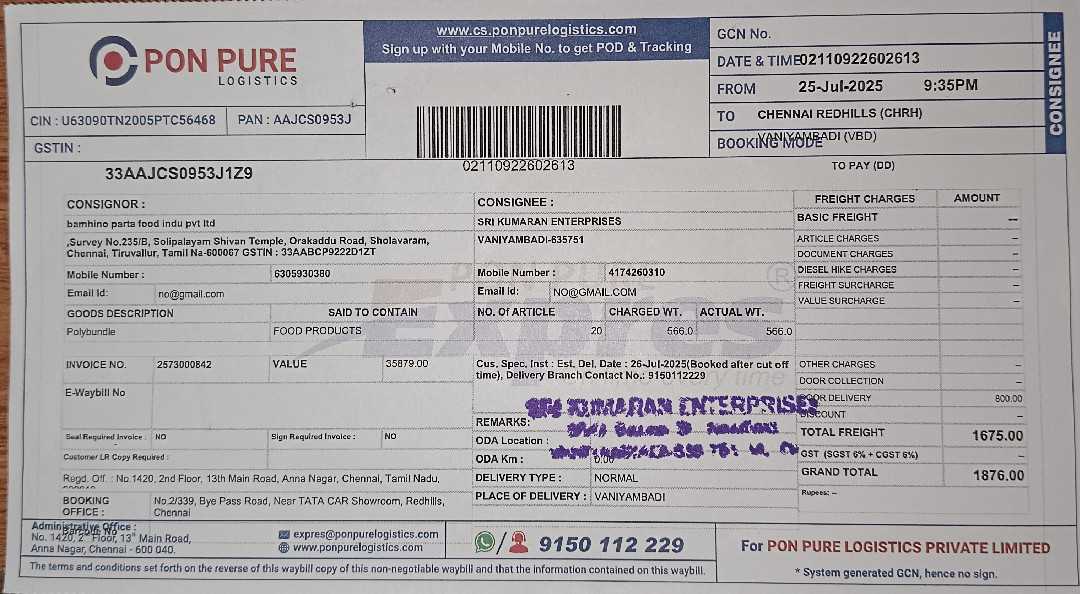 PON PURE
LOGISTICS
www.cs.ponpurelogistics.com
Sign up with your Mobile No. to get POD & Tracking
GCN No.
DATE & TIME 02110922602613
FROM 25-Jul-2025 9:35PM
TO CHENNAI REDHILLS (CHRH)
BOOKING MODE VANIYAMBADI (VBD)
TO PAY (DD)
CONSIGNEE
CIN : U63090TN2005PTC56468 PAN : AAJCS0953J
GSTIN :
33AAJCS0953J1Z9
02110922602613
CONSIGNOR :
bambino parta food indu pvt ltd
,Survey No.235/B, Solipalayam Shivan Temple, Orakaddu Road, Sholavaram,
Chennai, Tiruvallur, Tamil Na-600067 GSTIN : 33AABCP9222D1ZT
Mobile Number : 6305930380
Email Id: no@gmail.com
GOODS DESCRIPTION SAID TO CONTAIN
Polybundle FOOD PRODUCTS
INVOICE NO. 2573000842 VALUE 35879.00
E-Waybill No
Seal Required Invoice : NO Sign Required Invoice : NO
Customer LR Copy Required :
Regd. Off. : No.1420, 2nd Floor, 13th Main Road, Anna Nagar, Chennai, Tamil Nadu,
BOOKING OFFICE : No.2/339, Bye Pass Road, Near TATA CAR Showroom, Redhills,
Chennai
CONSIGNEE :
SRI KUMARAN ENTERPRISES
VANIYAMBADI-635751
Mobile Number : 4174260310
Email Id: NO@GMAIL.COM
NO. Of ARTICLE CHARGED WT. ACTUAL WT.
20 566.0 566.0
Cus, Spec, Inst : Est, Del, Date : 26-Jul-2025(Booked after cut off
time), Delivery Branch Contact No.: 9150112229
SRI KUMARAN ENTERPRISES
REMARKS:
ODA Location :
ODA Km : 0.00
DELIVERY TYPE : NORMAL
PLACE OF DELIVERY : VANIYAMBADI
FREIGHT CHARGES AMOUNT
BASIC FREIGHT --
ARTICLE CHARGES --
DOCUMENT CHARGES --
DIESEL HIKE CHARGES --
FREIGHT SURCHARGE --
VALUE SURCHARGE --
OTHER CHARGES --
DOOR COLLECTION --
DOOR DELIVERY 800.00
DISCOUNT --
TOTAL FREIGHT 1675.00
GST (SGST 6% + CGST 6%) --
GRAND TOTAL 1876.00
Rupees: --
Expres
Administrative Office :
Barcode No
No. 1420, 2nd Floor, 13th Main Road,
Anna Nagar, Chennai - 600 040.
expres@ponpurelogistics.com
www.ponpurelogistics.com
9150 112 229
For PON PURE LOGISTICS PRIVATE LIMITED
* System generated GCN, hence no sign.
The terms and conditions set forth on the reverse of this waybill copy of this non-negotiable waybill and that the information contained on this waybill.